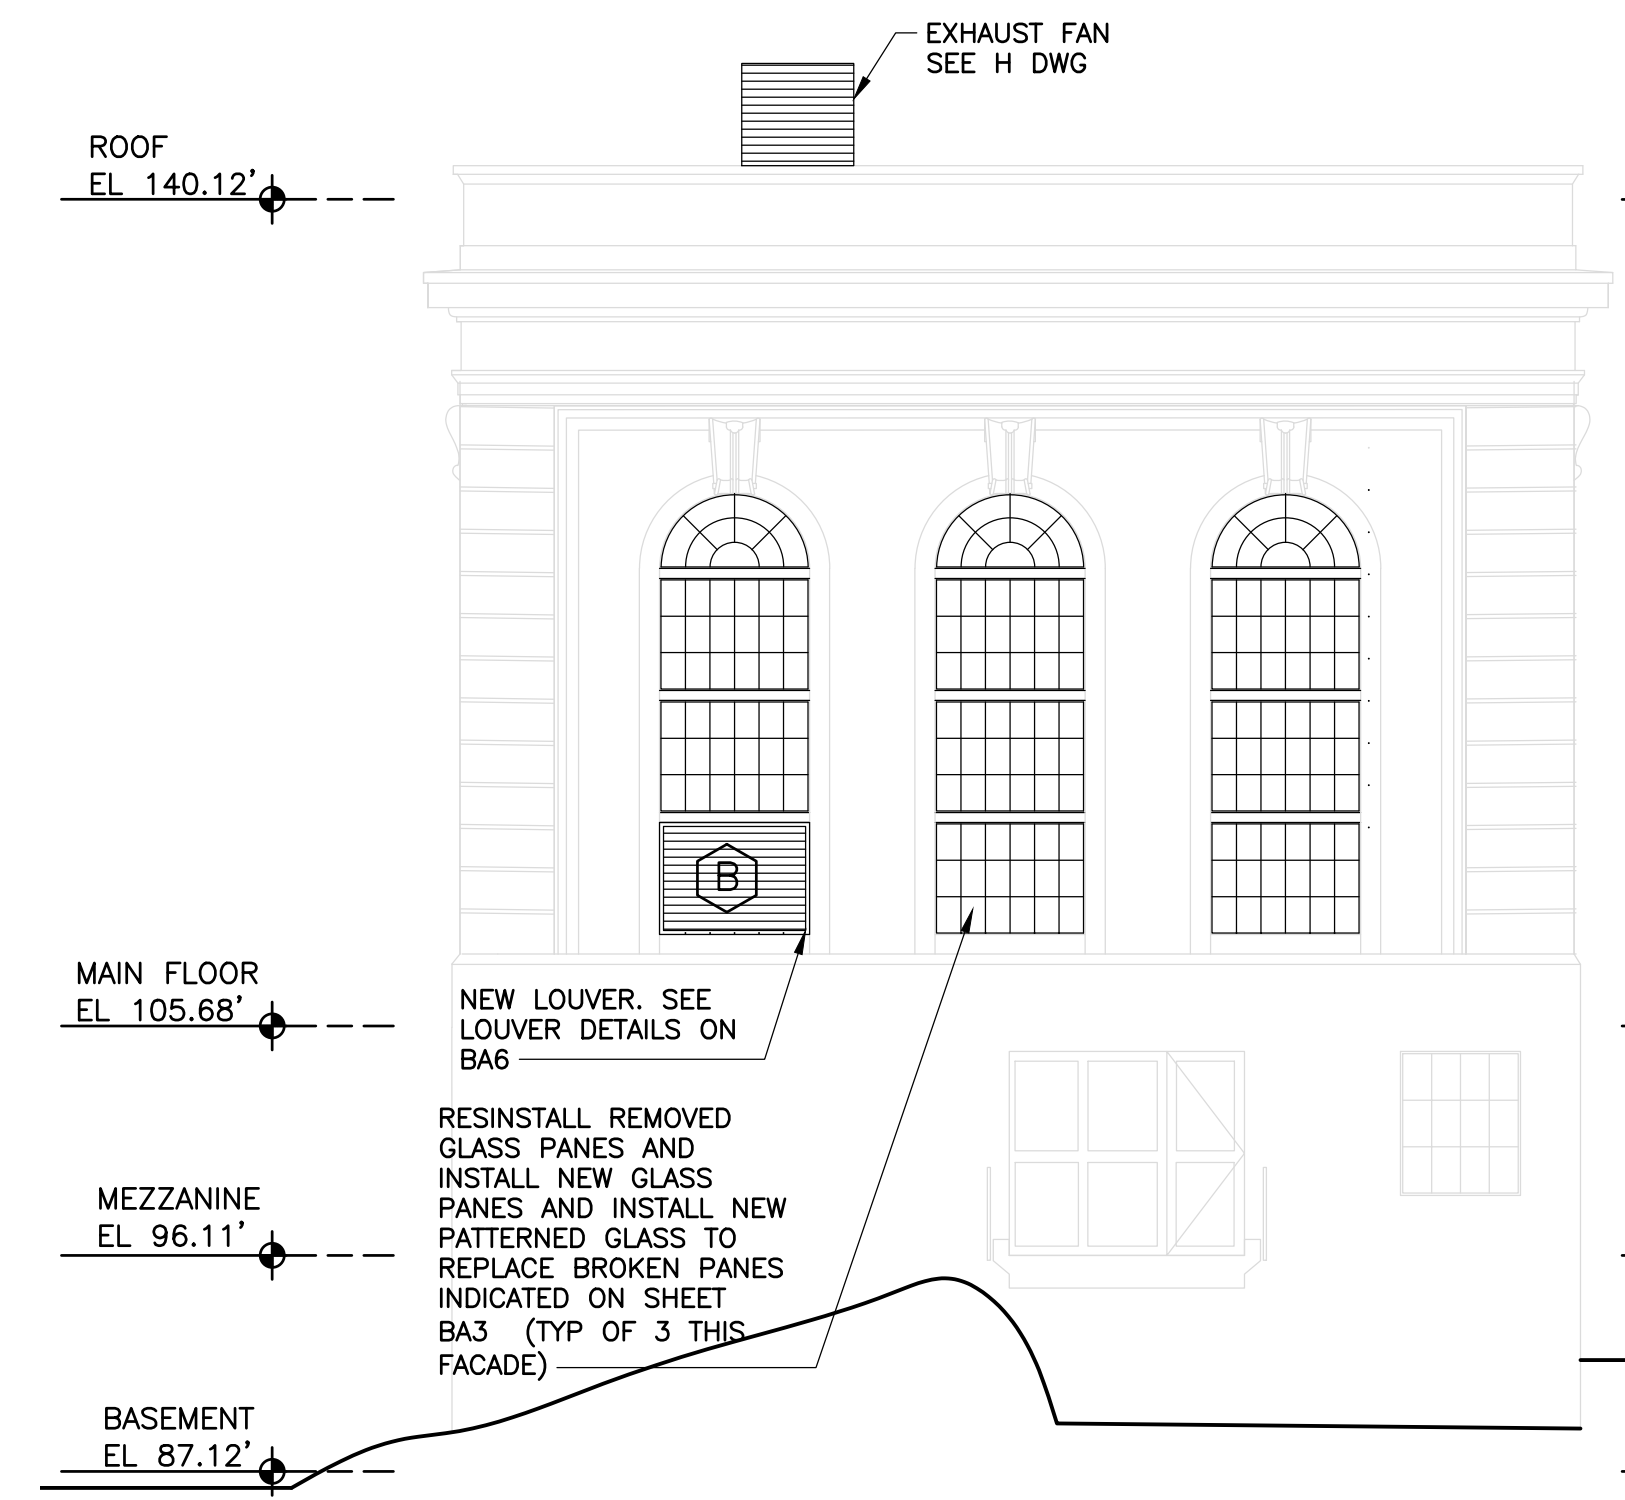 EXHAUST FAN
SEE H DWG
ROOF
EL 140.12'
B
MAIN FLOOR
EL 105.68'
NEW LOUVER. SEE
LOUVER DETAILS ON
BA6
RESINSTALL REMOVED
GLASS PANES AND
INSTALL NEW GLASS
PANES AND INSTALL NEW
PATTERNED GLASS TO
REPLACE BROKEN PANES
INDICATED ON SHEET
BA3 (TYP OF 3 THIS
FACADE)
MEZZANINE
EL 96.11'
BASEMENT
EL 87.12'